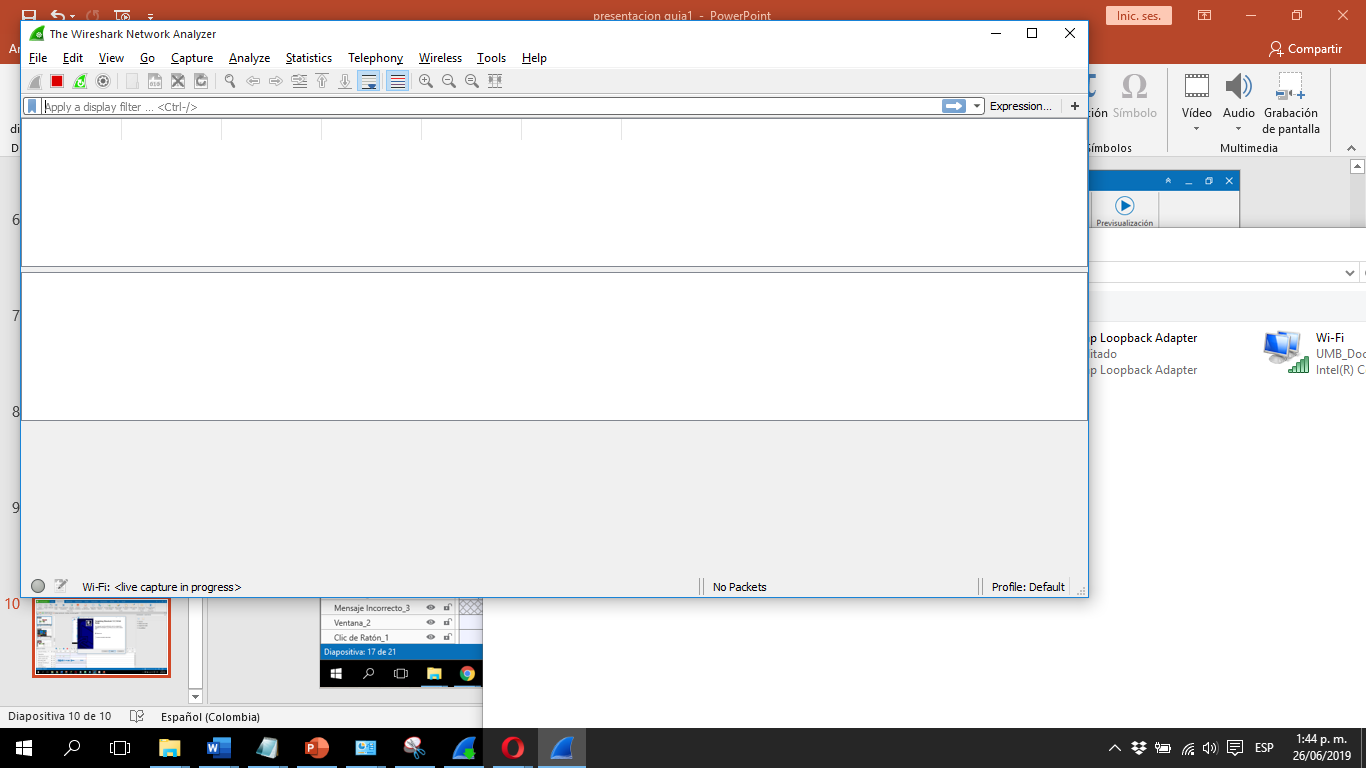 presentacion guia1 - PowerPoint
Inic. ses.
The Wireshark Network Analyzer
Compartir
File Edit View Go Capture Analyze Statistics Telephony Wireless Tools Help
Apply a display filter ... <Ctrl-/>
Expression...
+
Símbolo
Vídeo
Audo
Grabación
de pantalla
Multimedia
Previsualización
6
7
8
9
10
p Loopback Adapter
itado
p Loopback Adapter
Wi-Fi
UMB_Doc
Intel(R) C
Wi-Fi: <live capture in progress>
No Packets
Profile: Default
Mensaje Incorrecto_3
Ventana_2
Clic de Ratón_1
Diapositiva: 17 de 21
Diapositiva 10 de 10
Español (Colombia)
ESP
1:44 p. m.
26/06/2019